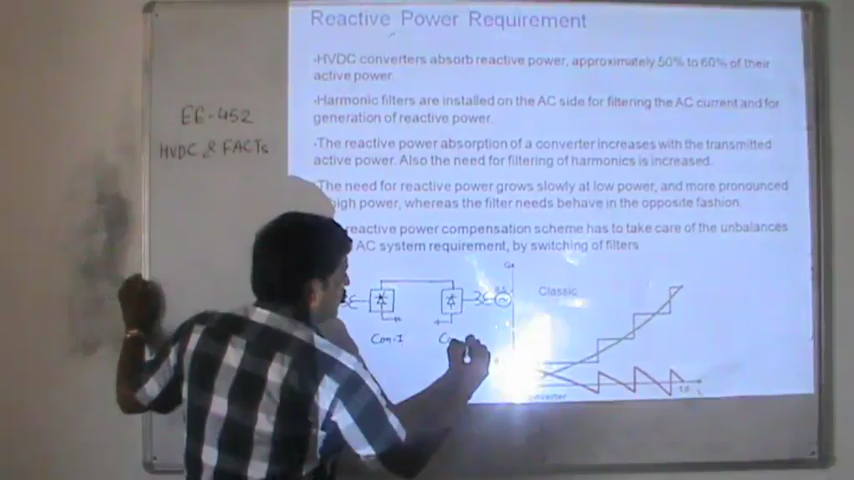 Reactive Power Requirement
•HVDC converters absorb reactive power, approximately 50% to 60% of their
active power.
•Harmonic filters are installed on the AC side for filtering the AC current and for
generation of reactive power.
•The reactive power absorption of a converter increases with the transmitted
active power. Also the need for filtering of harmonics is increased.
•The need for reactive power grows slowly at low power, and more pronounced
high power, whereas the filter needs behave in the opposite fashion.
reactive power compensation scheme has to take care of the unbalances
AC system requirement, by switching of filters
EE-452
HVDC & FACTs
Classic
Con-I
1,0